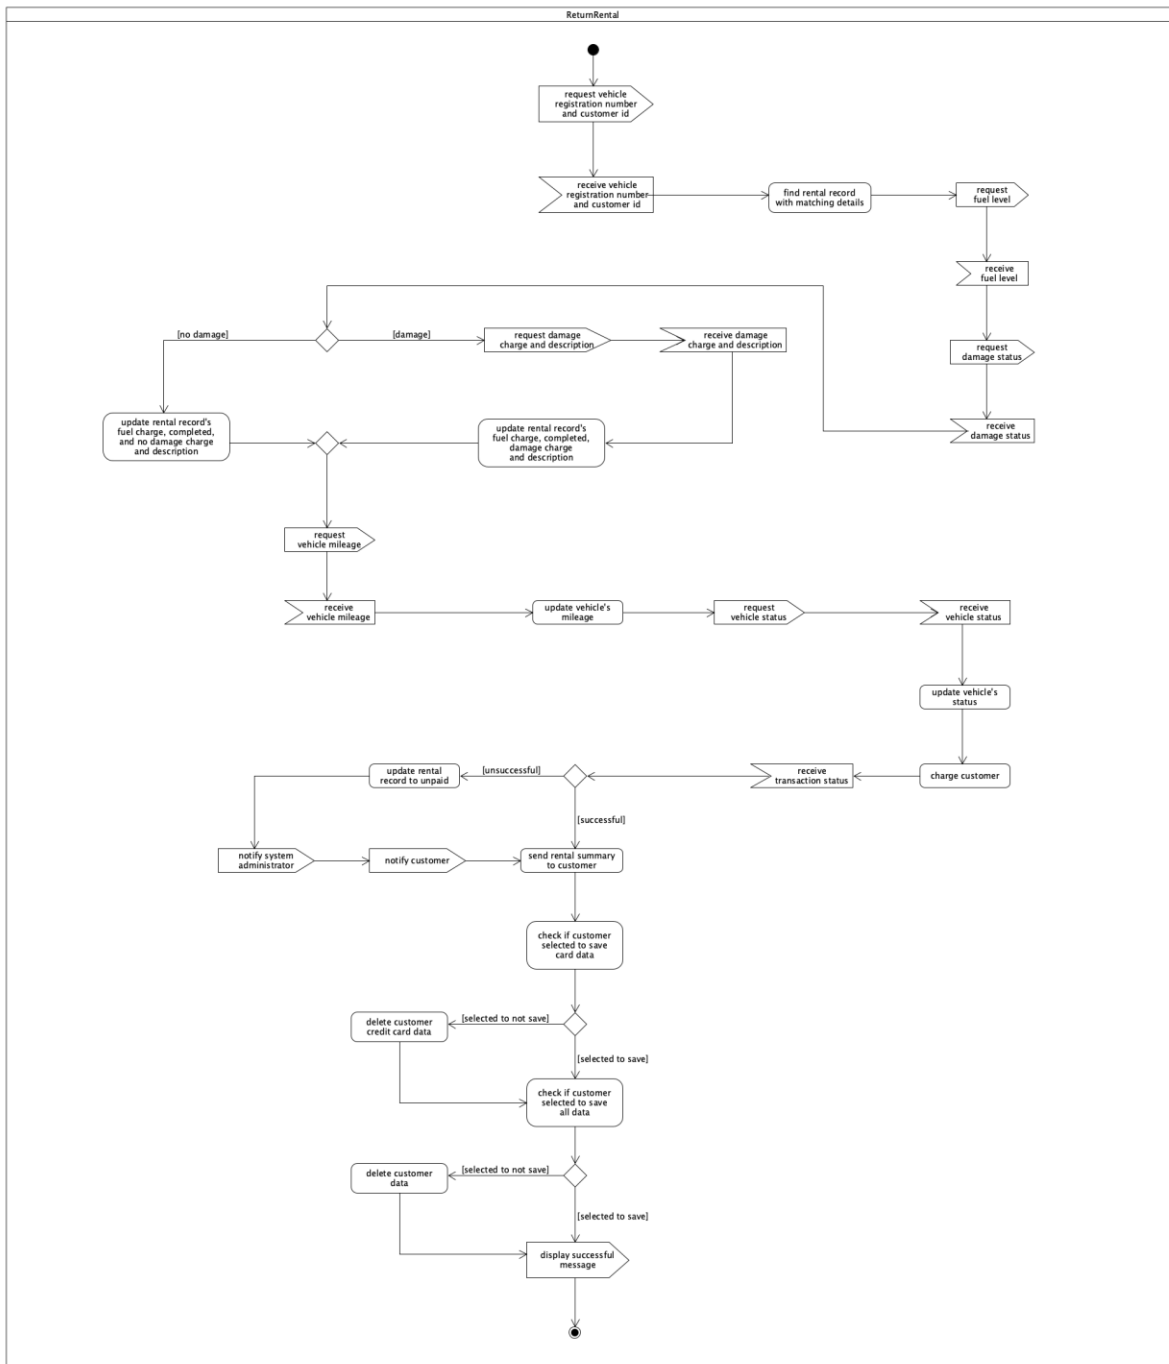 ReturnRental
request vehicle
registration number
and customer id
receive vehicle
registration number
and customer id
find rental record
with matching details
request
fuel level
receive
fuel level
[no damage]
[damage]
request damage
charge and description
receive damage
charge and description
request
damage status
update rental record's
fuel charge, completed,
and no damage charge
and description
update rental record's
fuel charge, completed,
damage charge
and description
receive
damage status
request
vehicle mileage
receive
vehicle mileage
update vehicle's
mileage
request
vehicle status
receive
vehicle status
update vehicle's
status
update rental
record to unpaid
[unsuccessful]
receive
transaction status
charge customer
[successful]
notify system
administrator
notify customer
send rental summary
to customer
check if customer
selected to save
card data
delete customer
credit card data
[selected to not save]
[selected to save]
check if customer
selected to save
all data
delete customer
data
[selected to not save]
[selected to save]
display successful
message